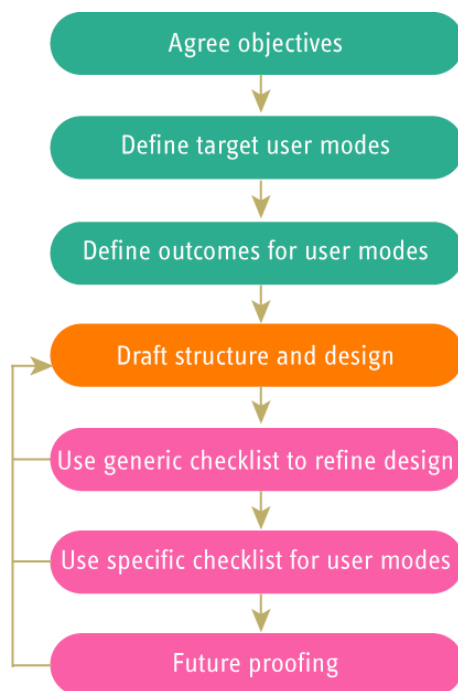 Agree objectives
Define target user modes
Define outcomes for user modes
Draft structure and design
Use generic checklist to refine design
Use specific checklist for user modes
Future proofing